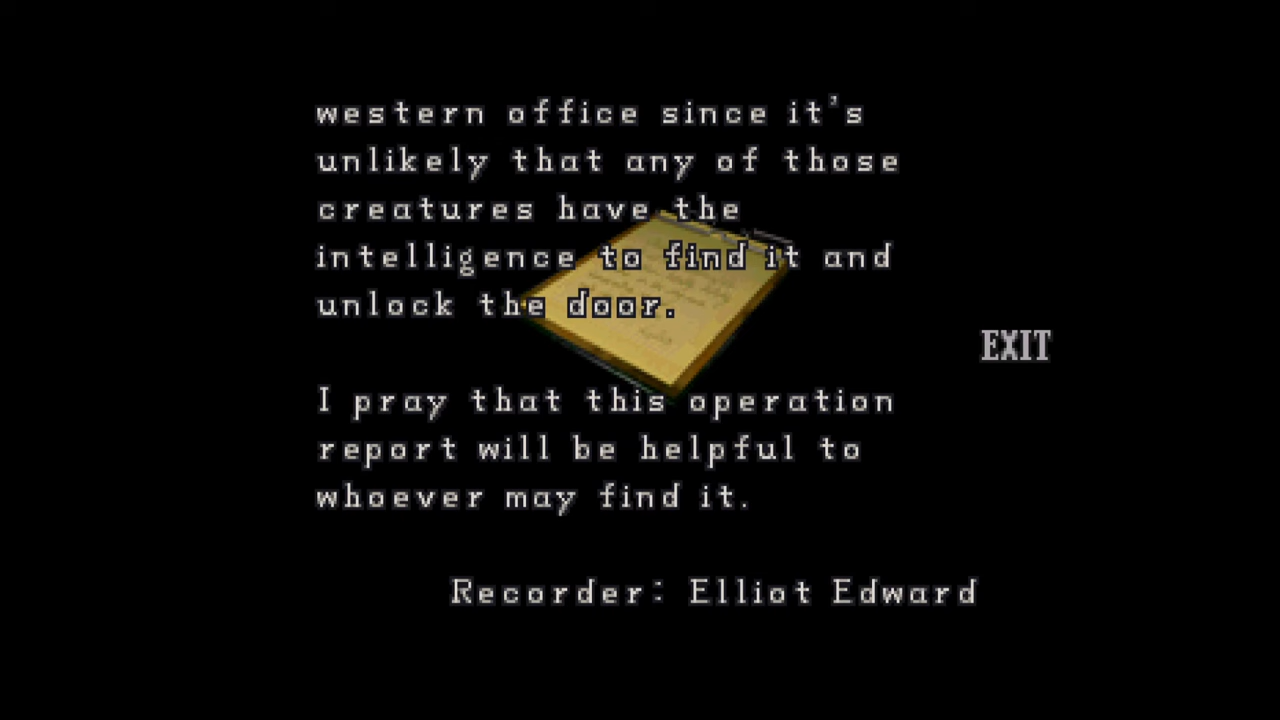 western office since it's
unlikely that any of those
creatures have the
intelligence to find it and
unlock the door.
EXIT
I pray that this operation
report will be helpful to
whoever may find it.
Recorder: Elliot Edward